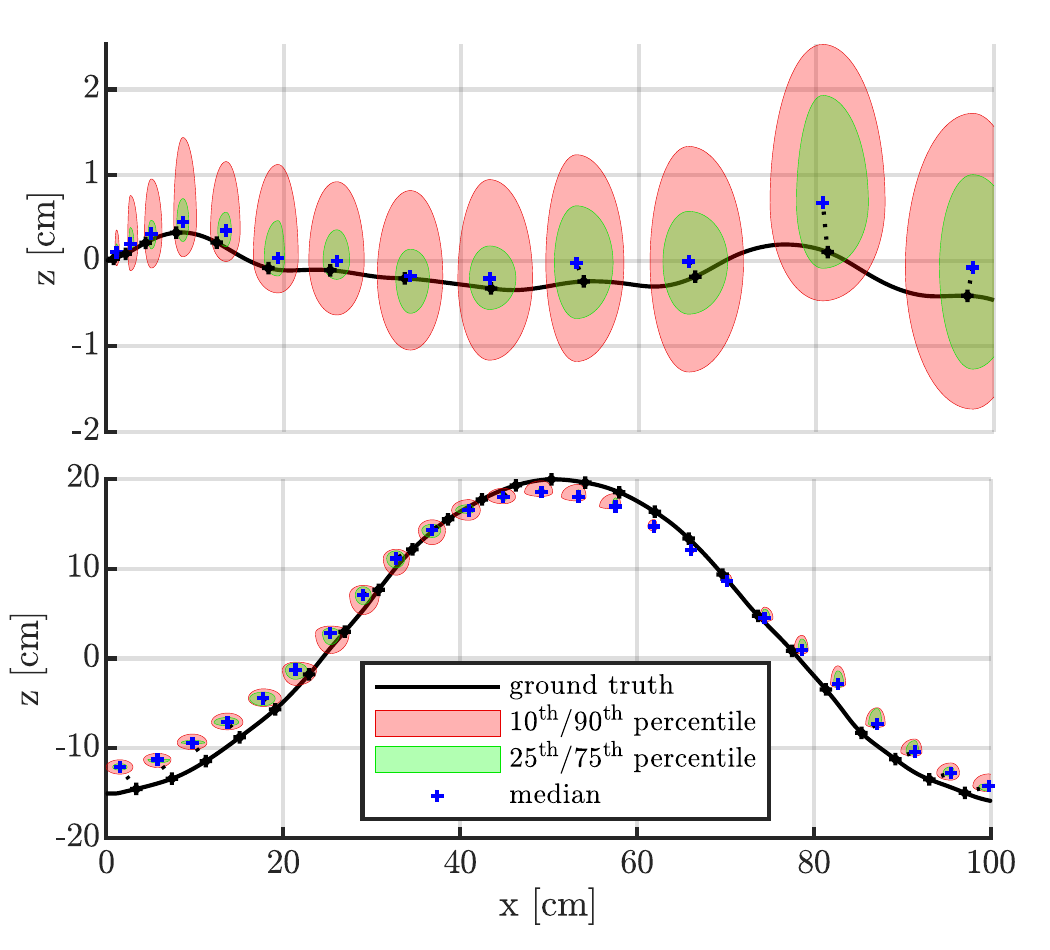 2
1
0
-1
-2
z [cm]
20
10
0
-10
-20
z [cm]
ground truth
10th/90th percentile
25th/75th percentile
median
0 20 40 60 80 100
x [cm]